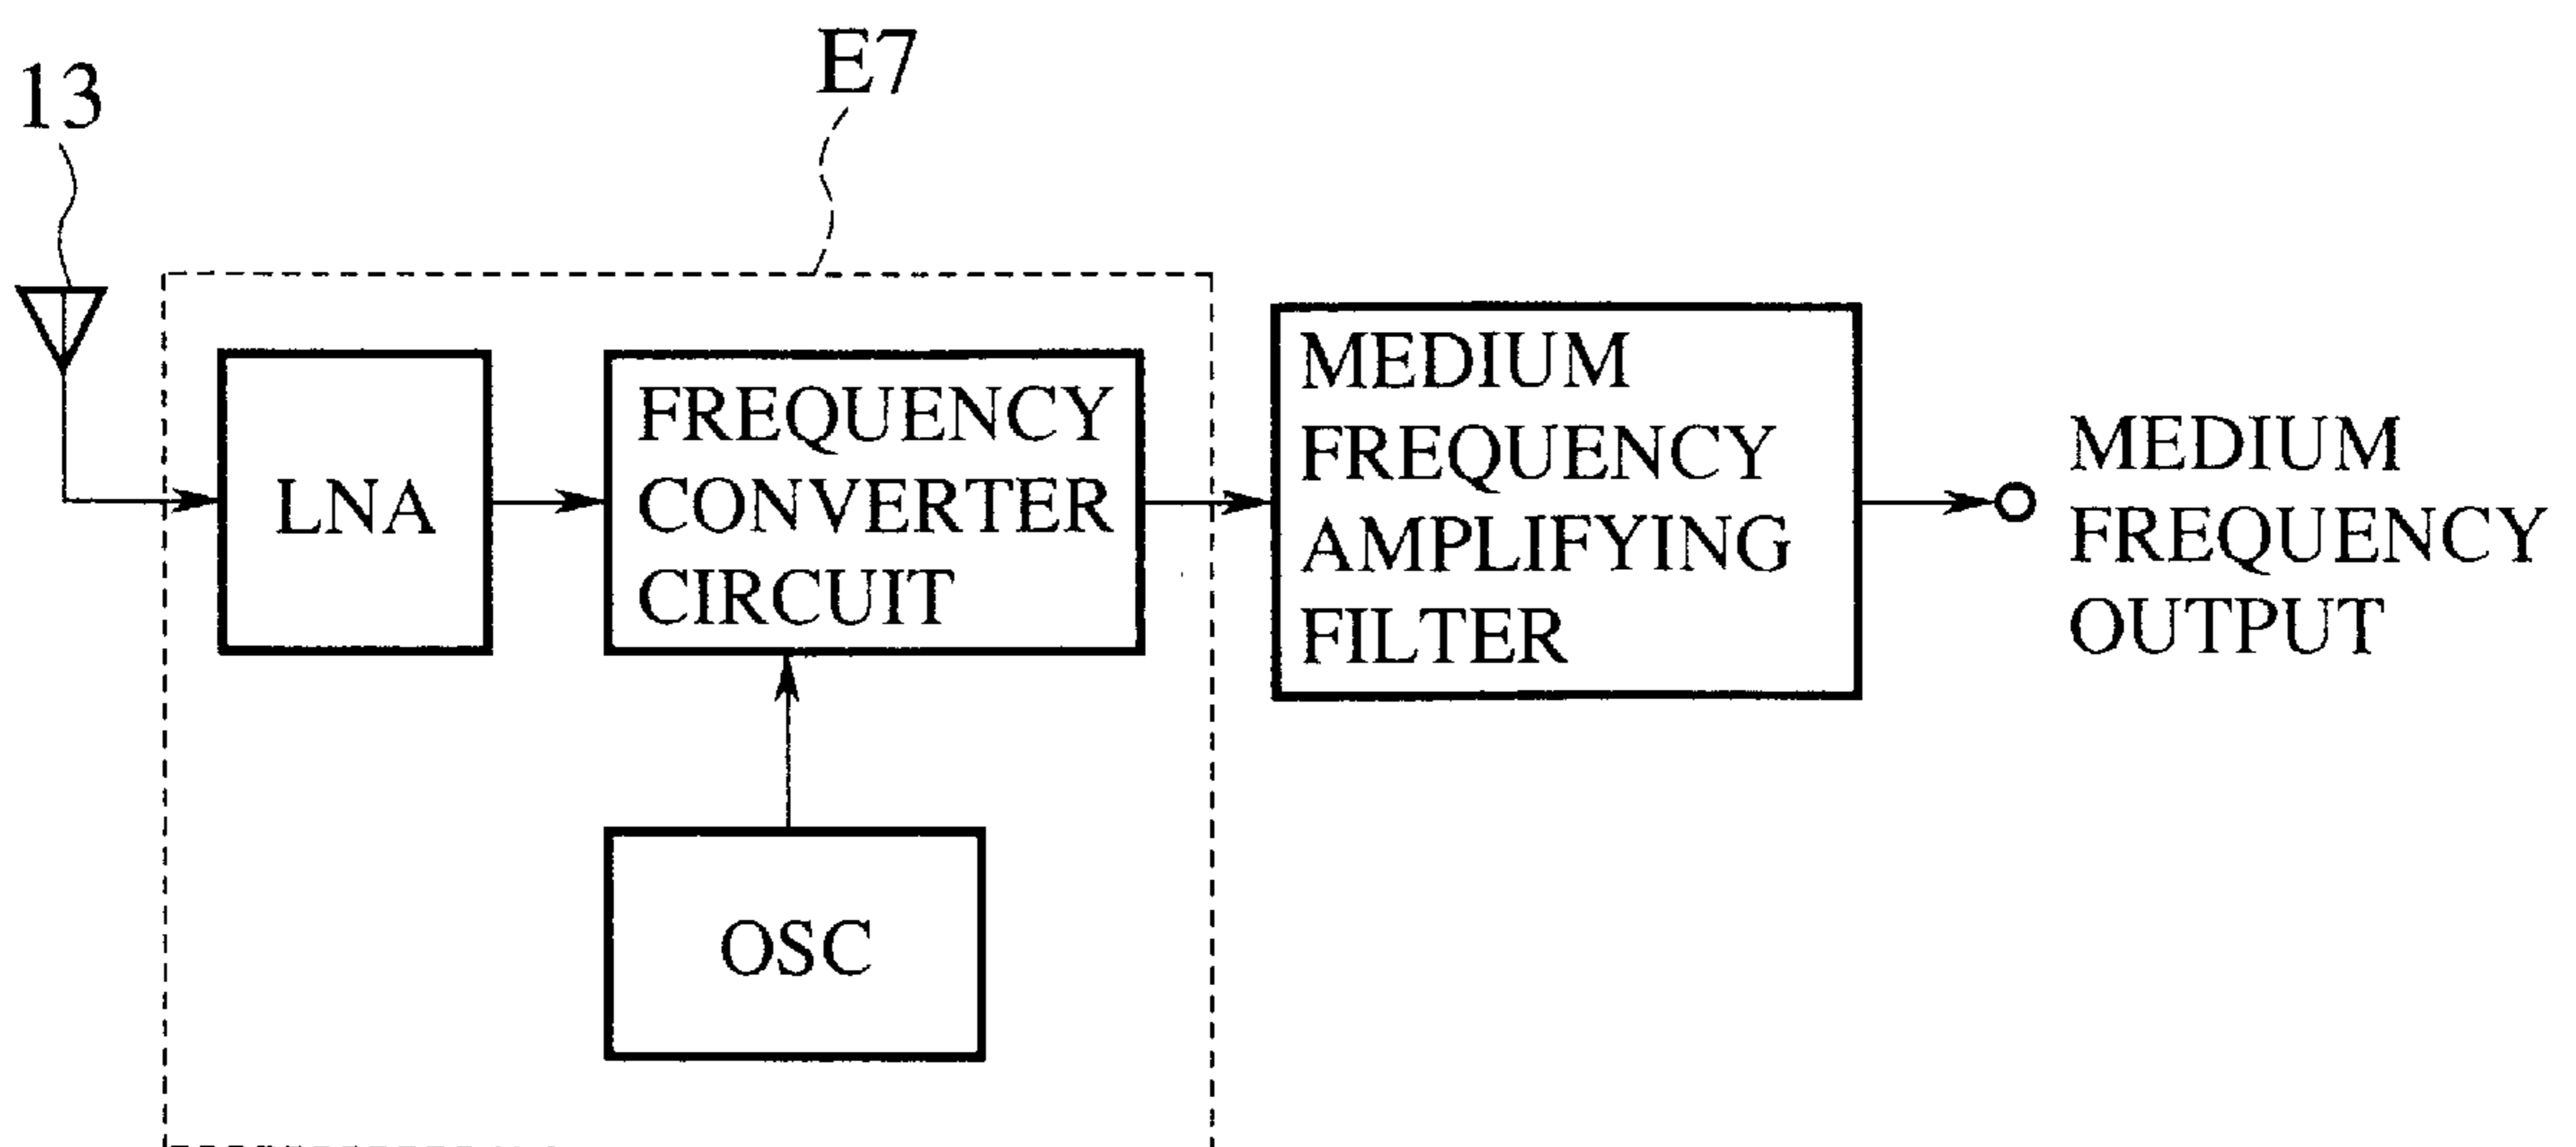 E7
13
LNA
FREQUENCY
CONVERTER
CIRCUIT
MEDIUM
FREQUENCY
AMPLIFYING
FILTER
MEDIUM
FREQUENCY
OUTPUT
OSC